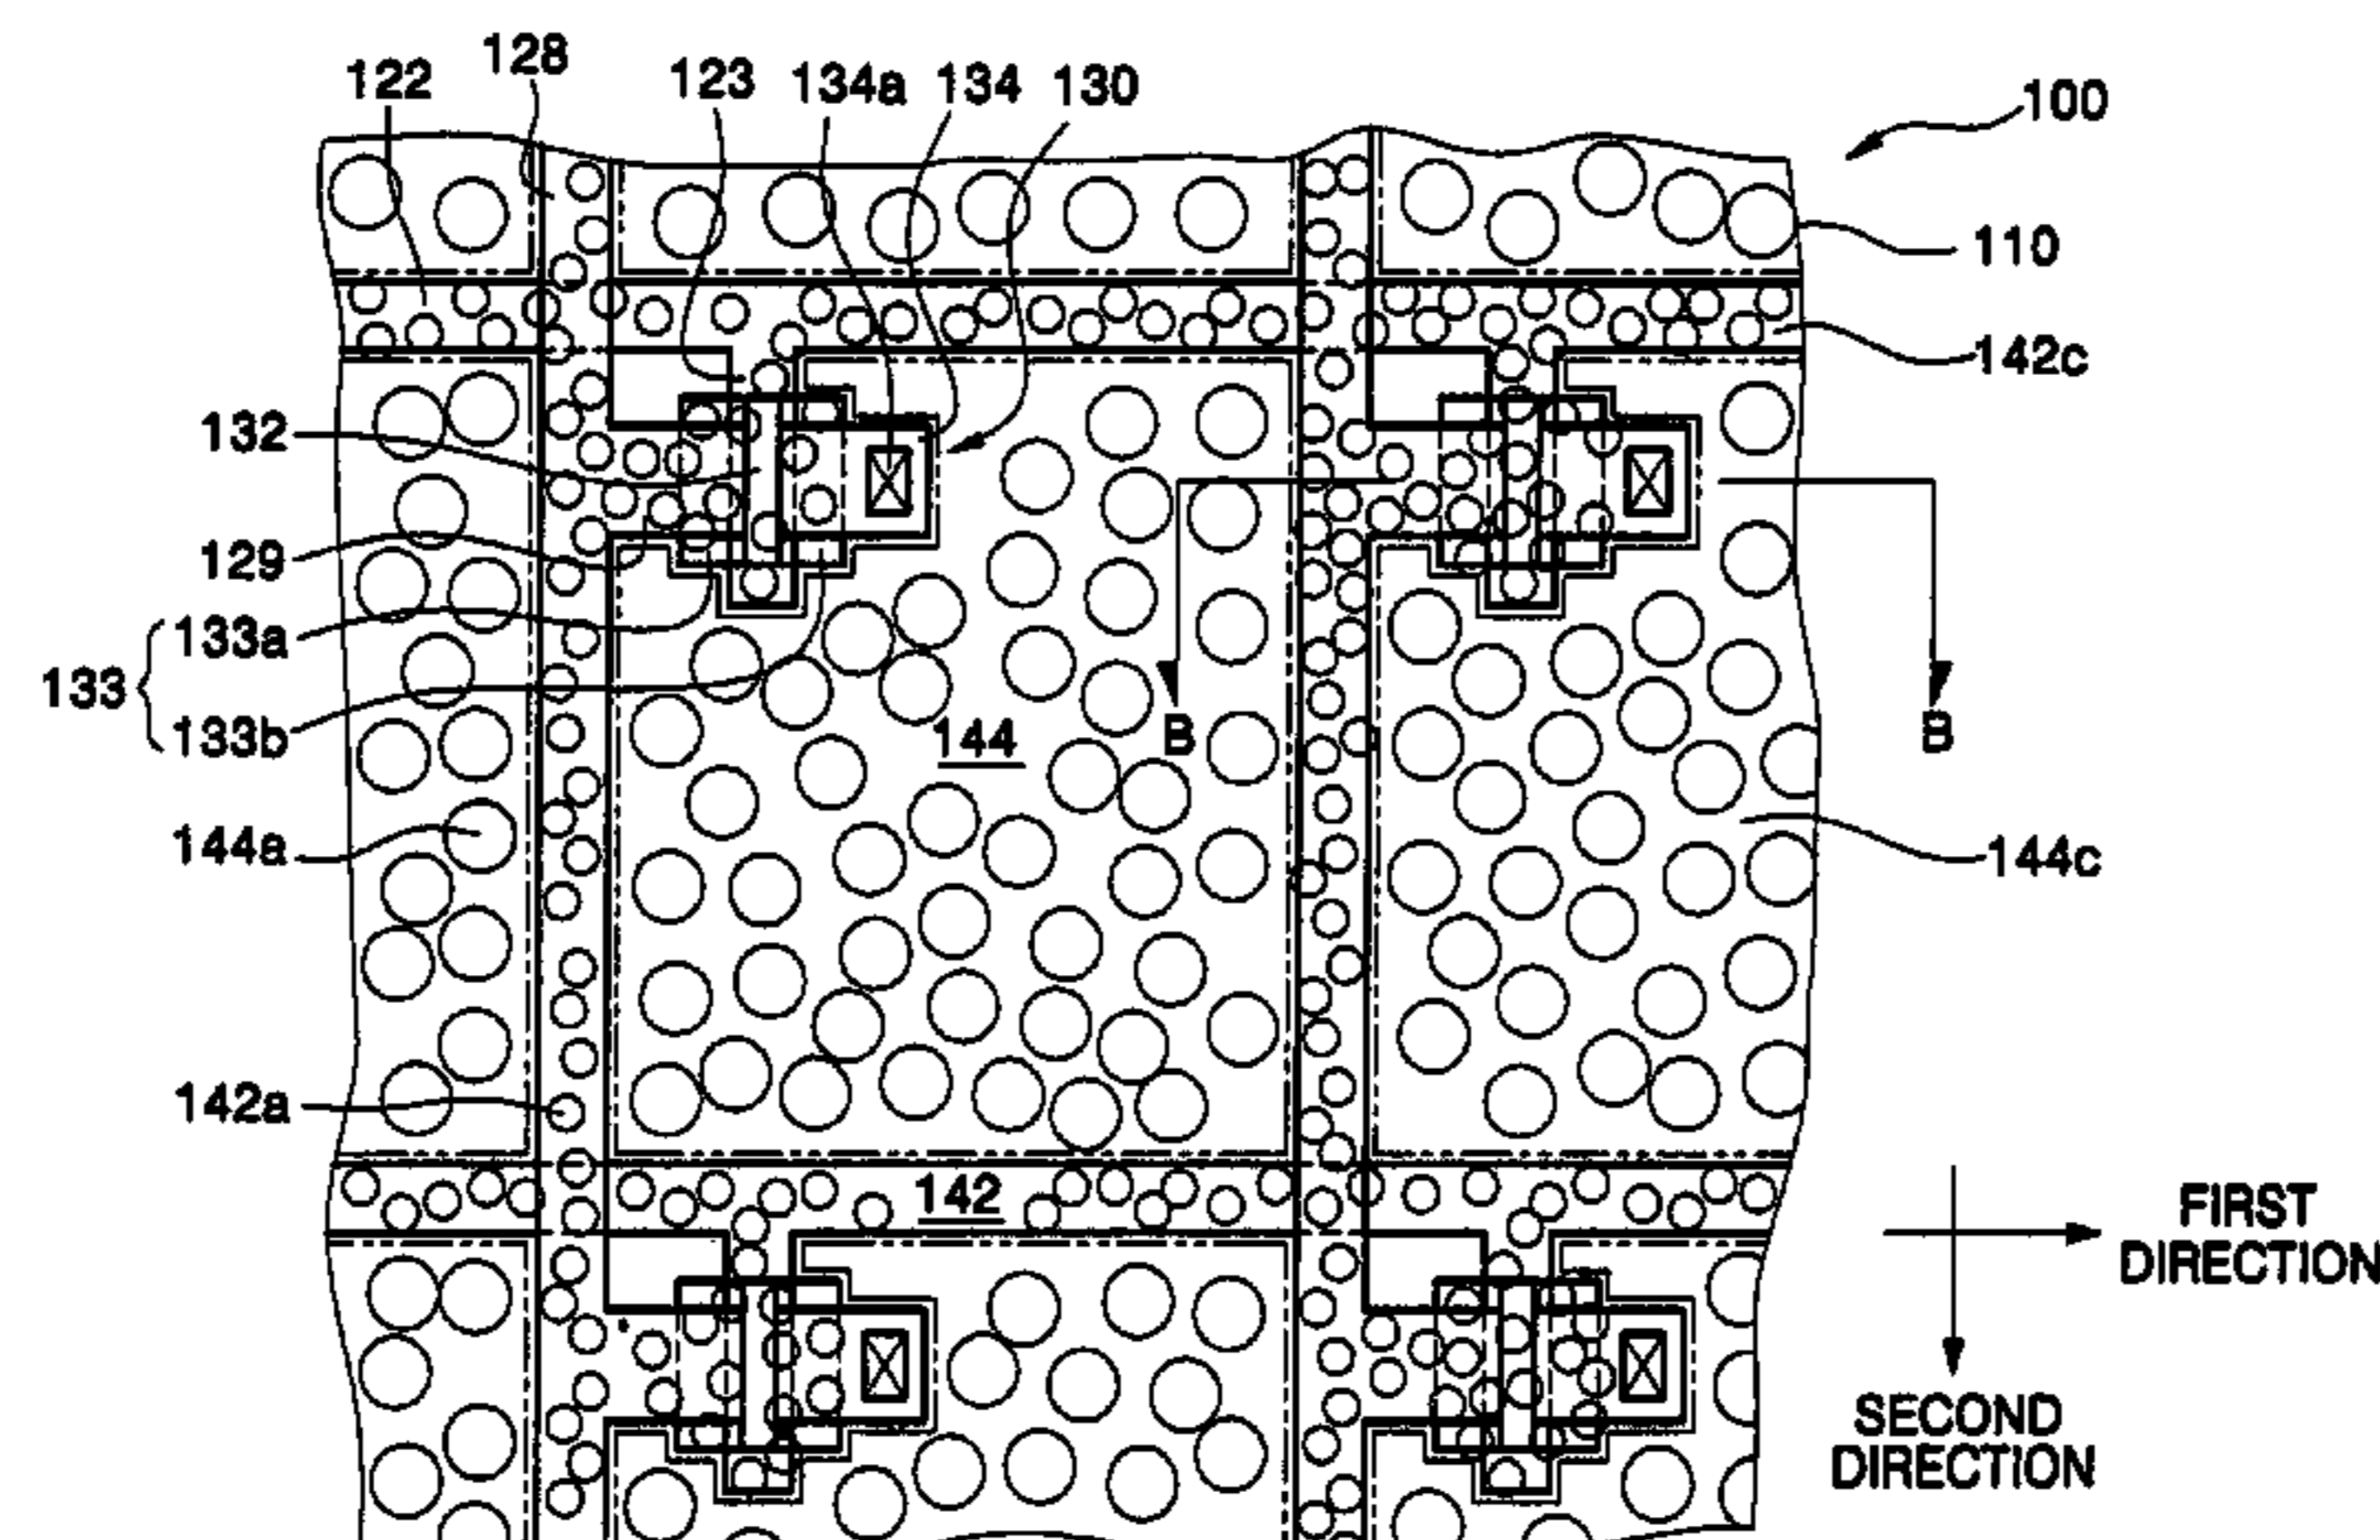 122 128 123 134a 134 130
100
110
142c
132
129
133 { 133a
133b
144
B B
144a
144c
142a
142
FIRST
DIRECTION
SECOND
DIRECTION